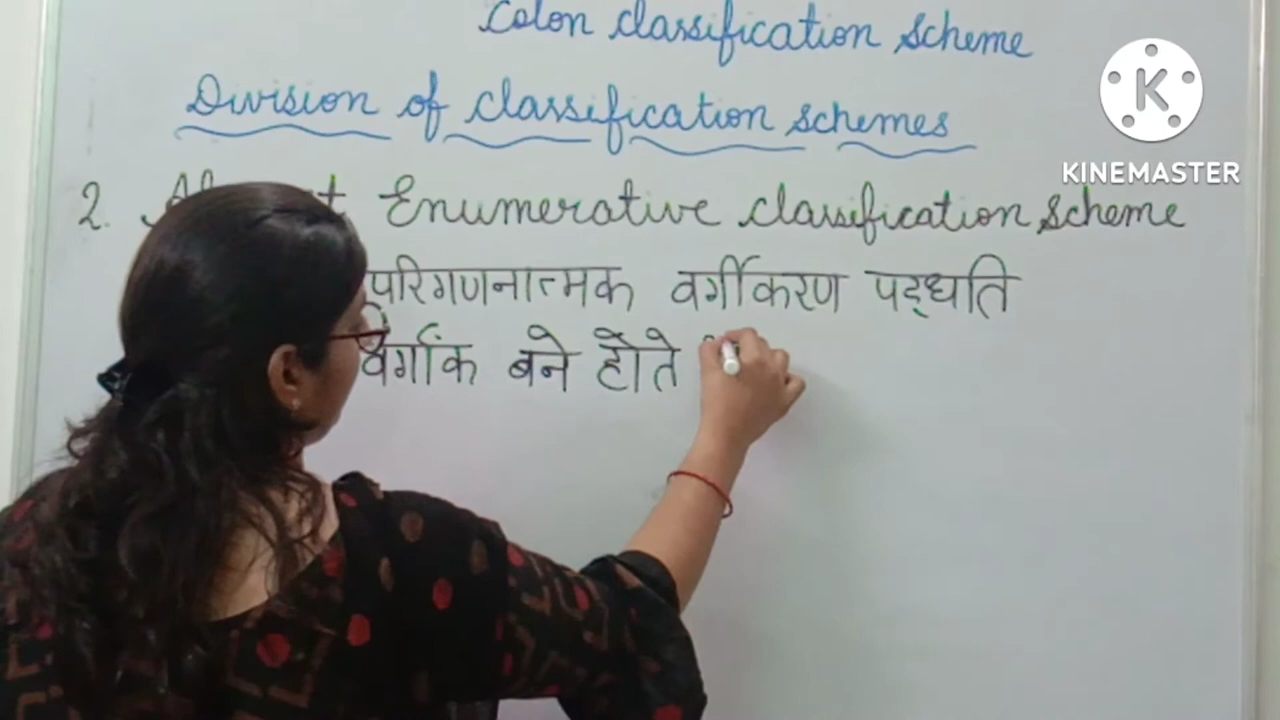 Colon classification Scheme
Division of classification schemes
2. Enumerative classification Scheme
परिगणनात्मक वर्गीकरण पद्धति
वर्गांक बने होते
K
KINEMASTER